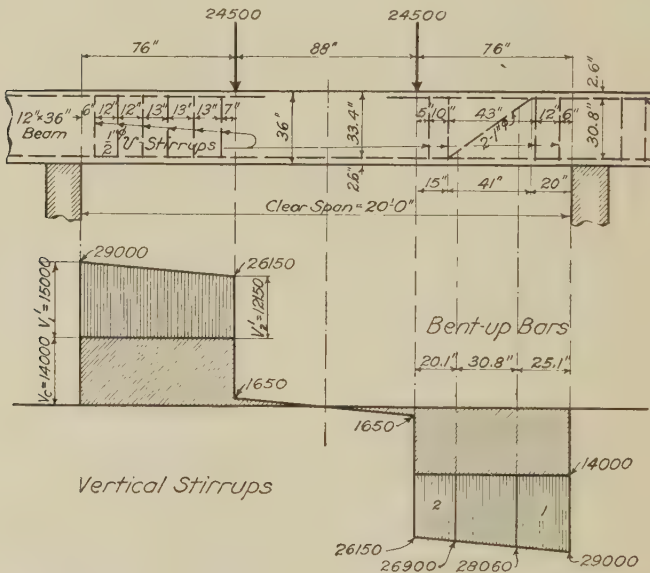 24500 24500
76" 88" 76"
6" 12" 12" 13" 13" 13" 7"
12"×36" Beam
U-Stirrups
36"
33.4"
2.6"
5" 10" 43" 12" 6"
2.6"
30.8"
15" 41" 20"
Clear Span = 20'-0"
29000
26150
V'₁=15000
V'₂=12150
Vc=14000
1650
Bent-up Bars
20.1" 30.8" 25.1"
1650
14000
2 1
Vertical Stirrups
26150
26900 28060
29000